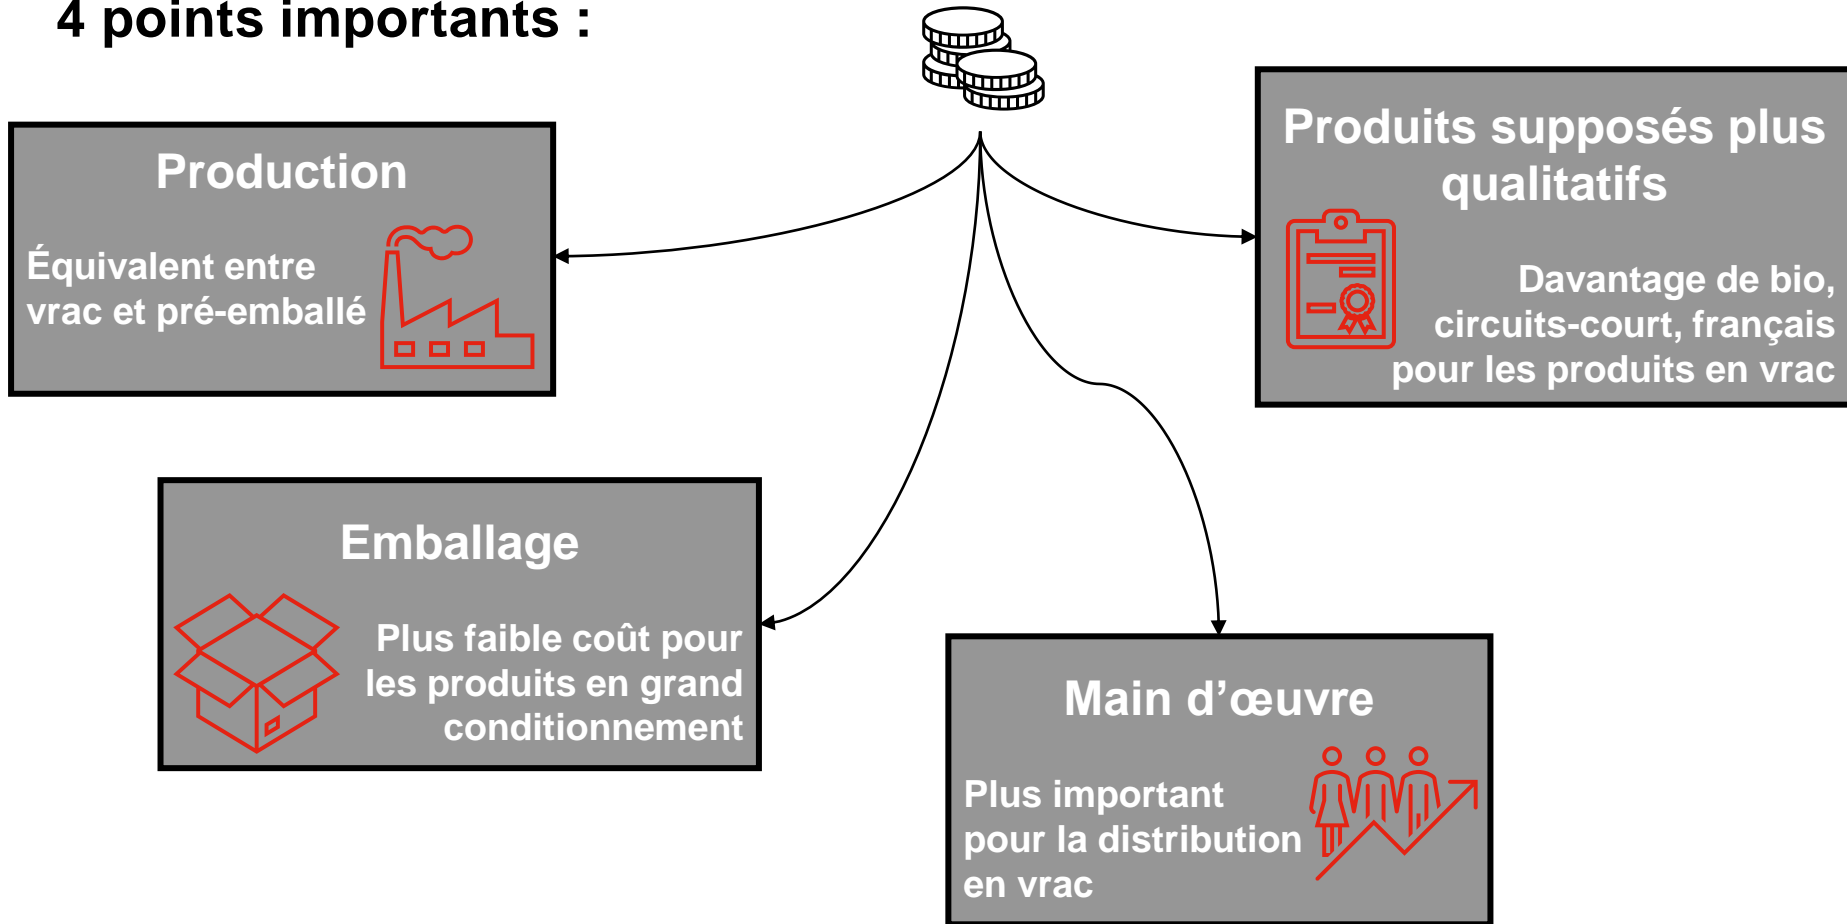 4 points importants :
Production
Équivalent entre
vrac et pré-emballé
Produits supposés plus
qualitatifs
Davantage de bio,
circuits-court, français
pour les produits en vrac
Emballage
Plus faible coût pour
les produits en grand
conditionnement
Main d’œuvre
Plus important
pour la distribution
en vrac